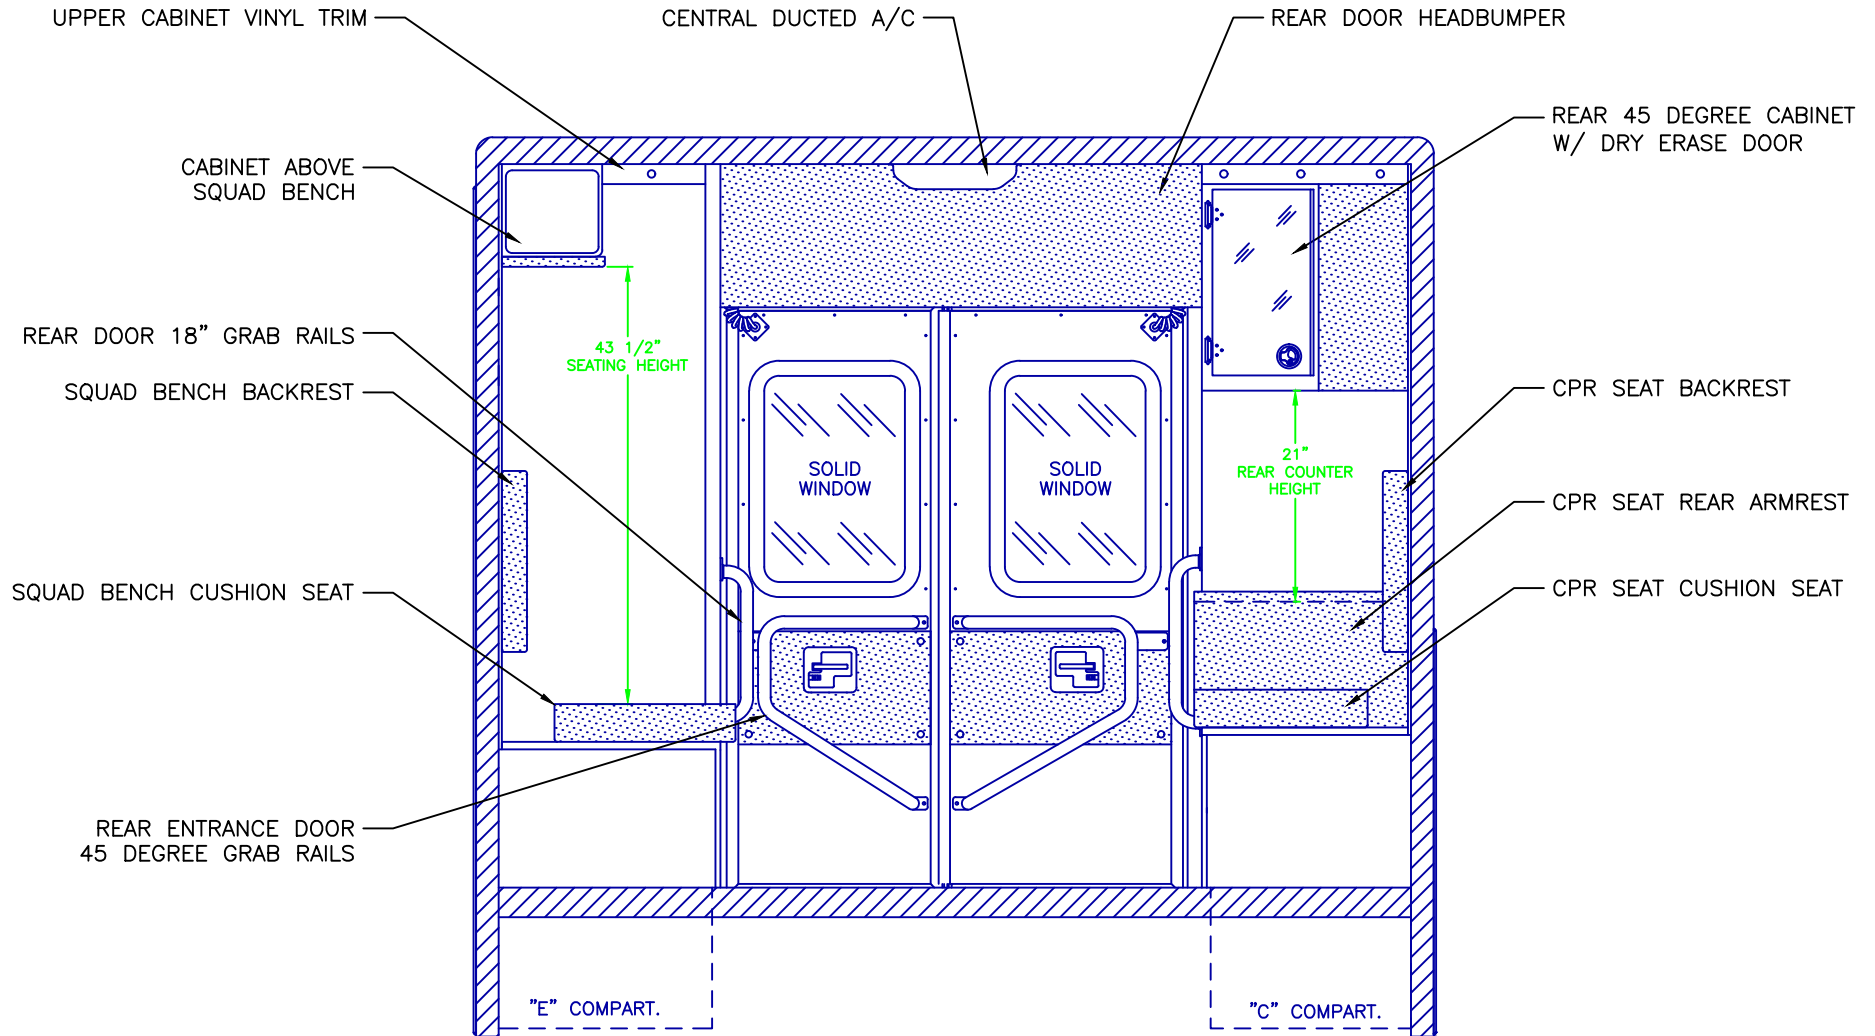 UPPER CABINET VINYL TRIM
CENTRAL DUCTED A/C
REAR DOOR HEADBUMPER
REAR 45 DEGREE CABINET
W/ DRY ERASE DOOR
CABINET ABOVE
SQUAD BENCH
REAR DOOR 18" GRAB RAILS
43 1/2"
SEATING HEIGHT
SQUAD BENCH BACKREST
CPR SEAT BACKREST
SOLID
WINDOW
SOLID
WINDOW
21"
REAR COUNTER
HEIGHT
CPR SEAT REAR ARMREST
SQUAD BENCH CUSHION SEAT
CPR SEAT CUSHION SEAT
REAR ENTRANCE DOOR
45 DEGREE GRAB RAILS
"E" COMPART.
"C" COMPART.